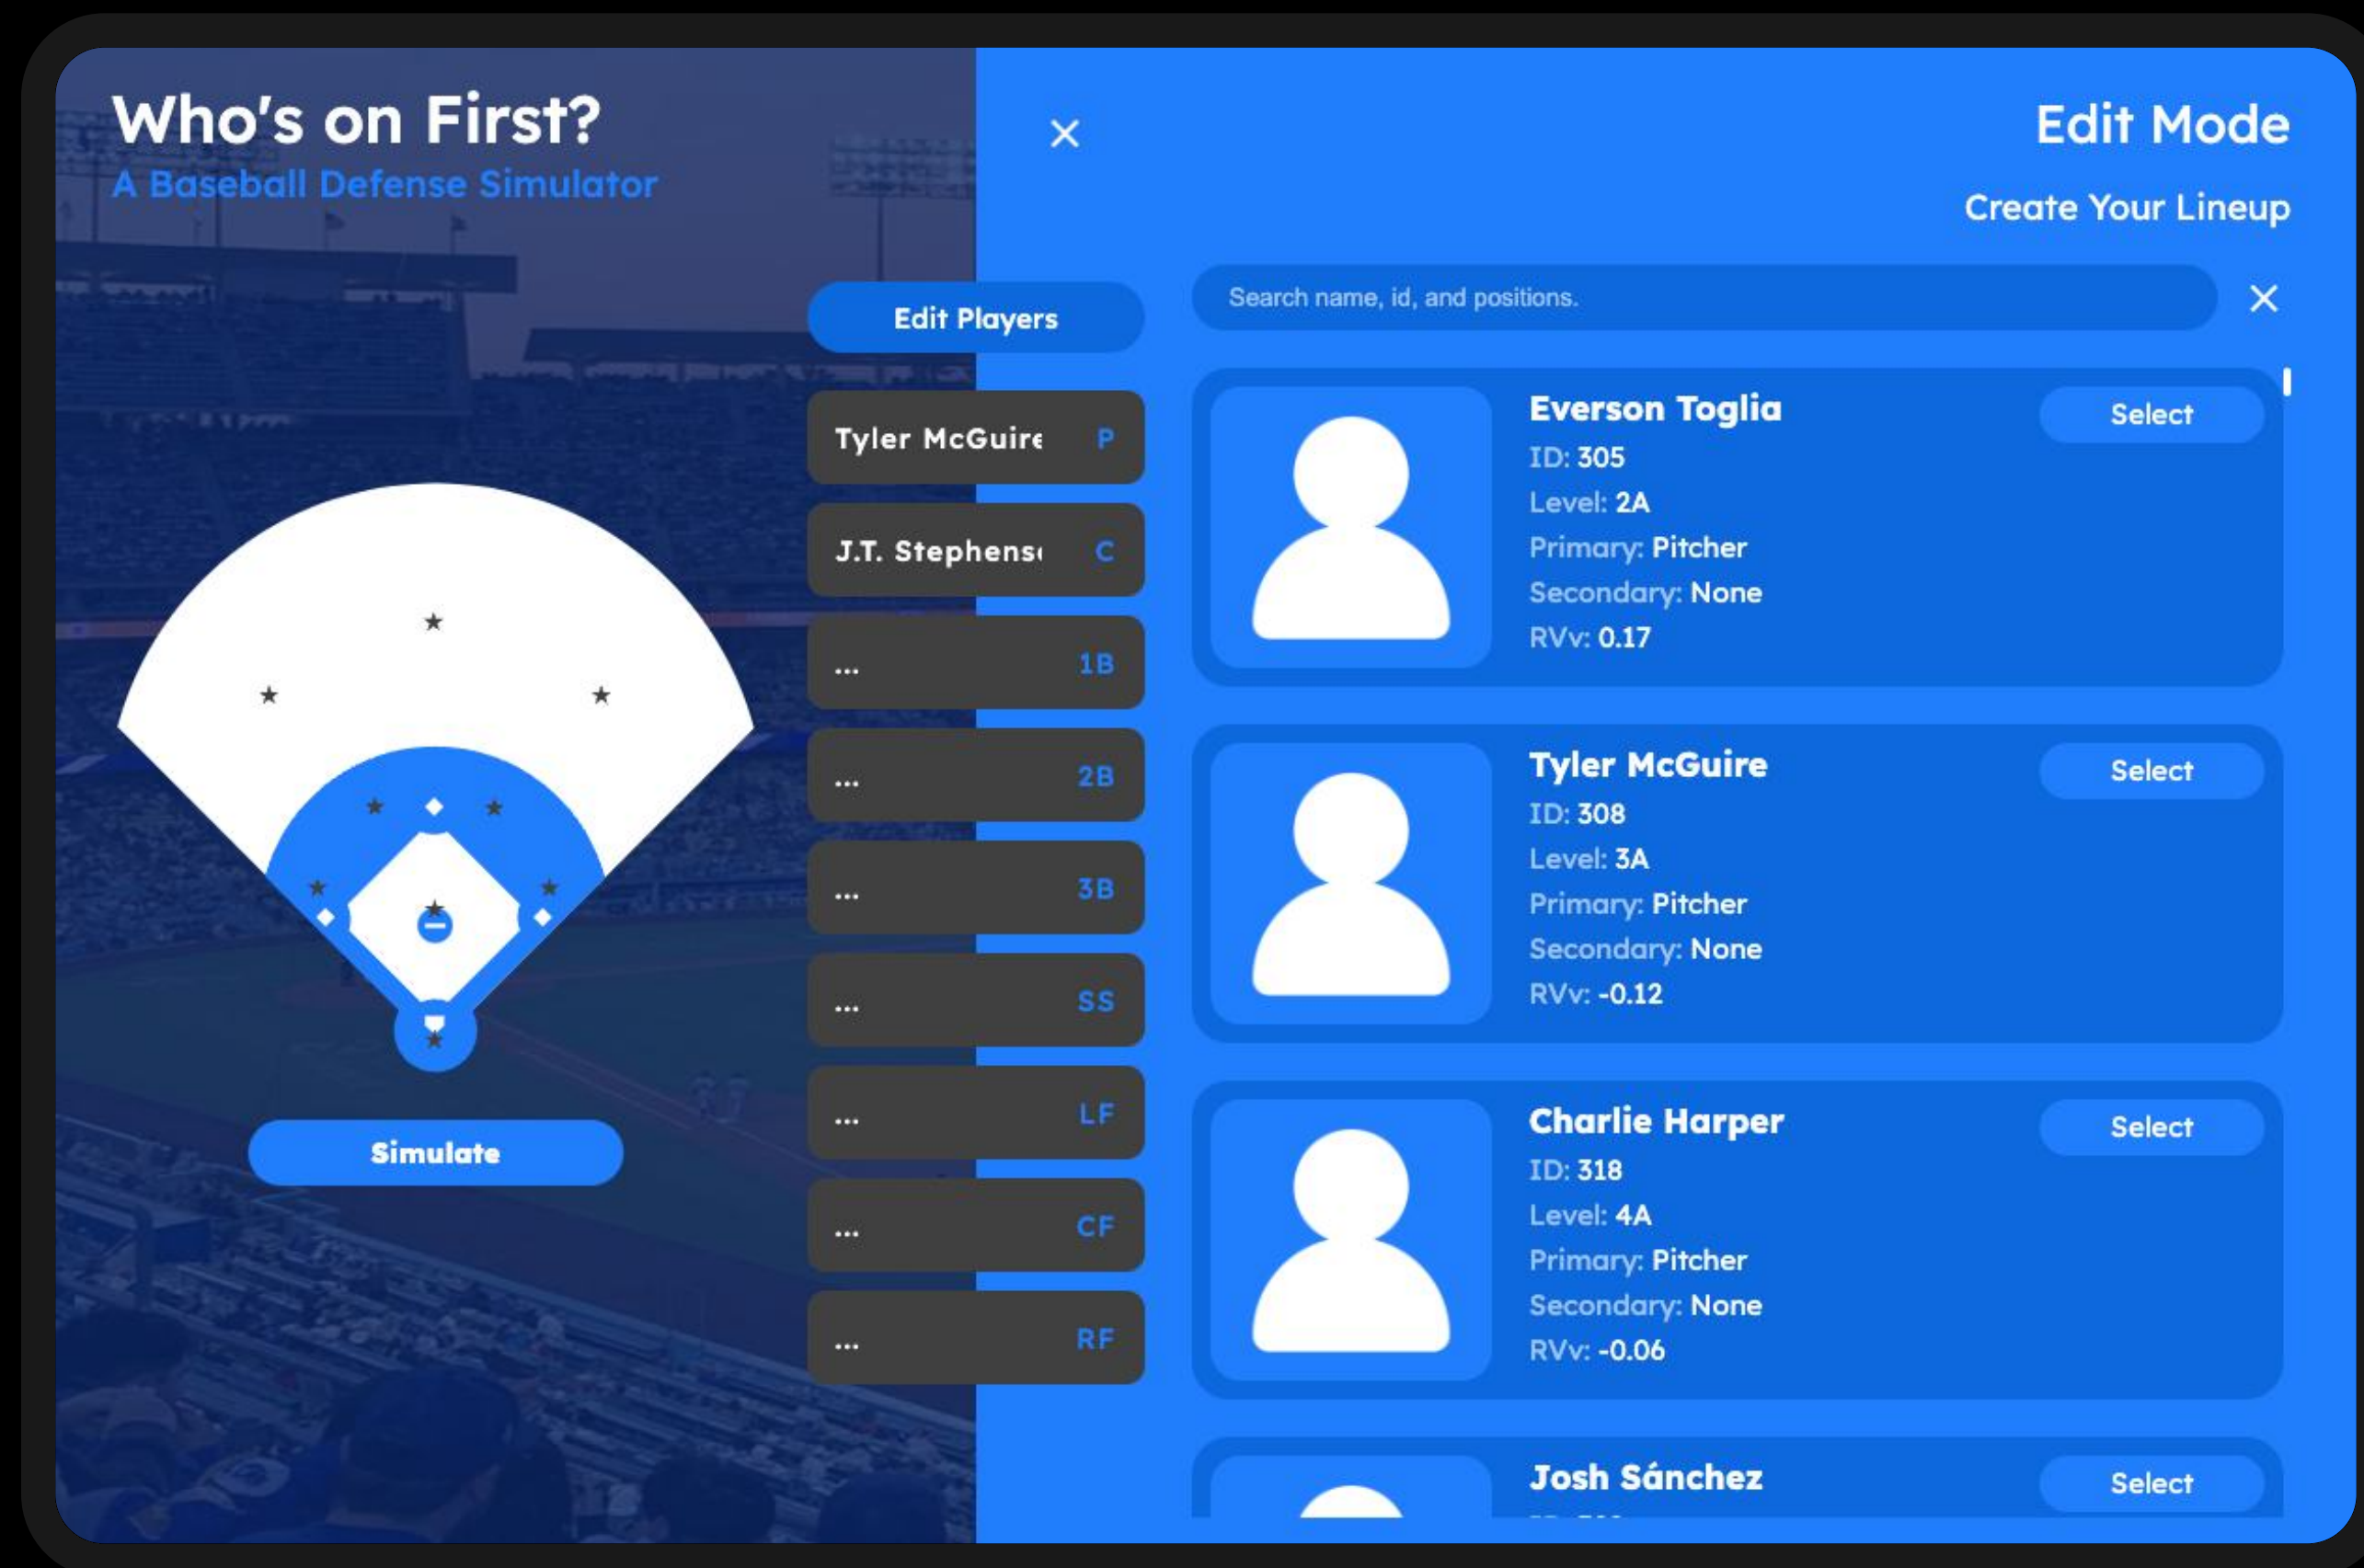 Who's on First?
A Baseball Defense Simulator
Simulate
Edit Players
Tyler McGuire P
J.T. Stephens C
... 1B
... 2B
... 3B
... SS
... LF
... CF
... RF
Edit Mode
Create Your Lineup
Search name, id, and positions.
Everson Toglia
Select
ID: 305
Level: 2A
Primary: Pitcher
Secondary: None
RVv: 0.17
Tyler McGuire
Select
ID: 308
Level: 3A
Primary: Pitcher
Secondary: None
RVv: -0.12
Charlie Harper
Select
ID: 318
Level: 4A
Primary: Pitcher
Secondary: None
RVv: -0.06
Josh Sánchez
Select